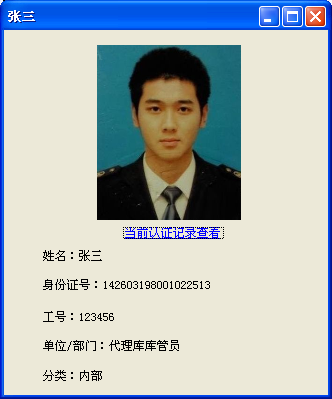 张三
当前认证记录查看
姓名：张三
身份证号：142603198001022513
工号：123456
单位/部门：代理库库管员
分类：内部